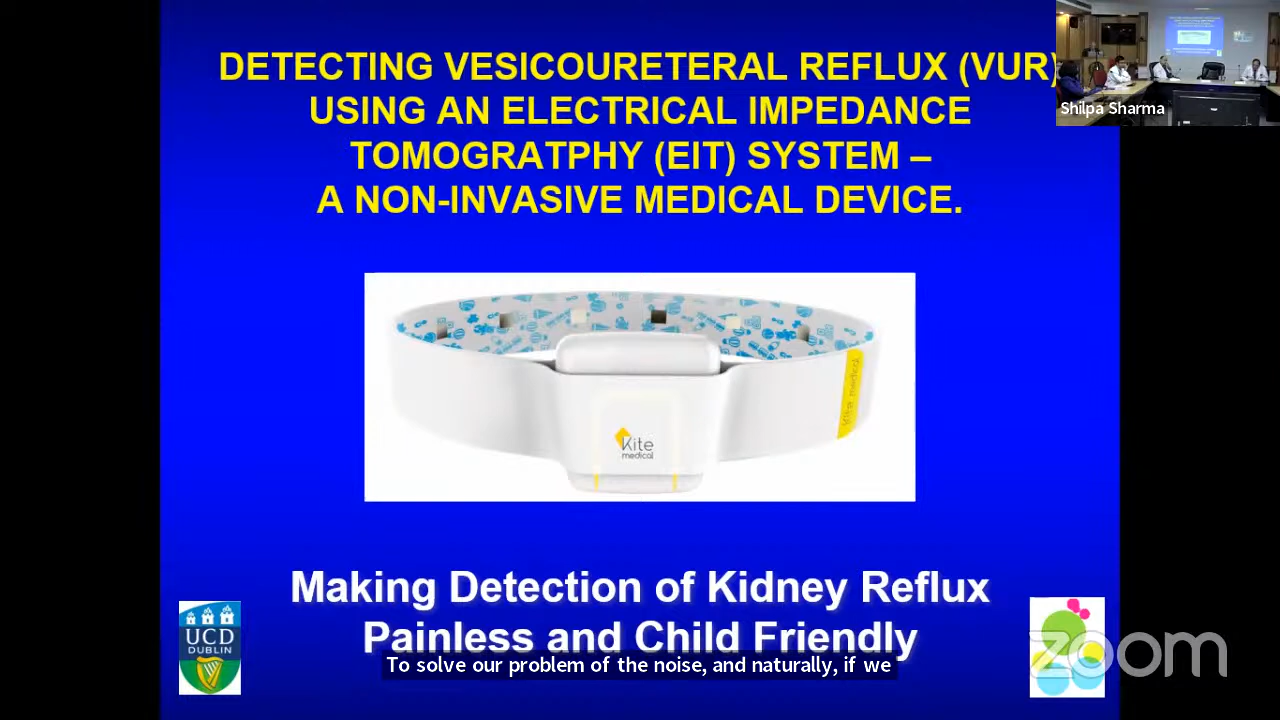 DETECTING VESICOURETERAL REFLUX (VUR)
USING AN ELECTRICAL IMPEDANCE
TOMOGRATPHY (EIT) SYSTEM –
A NON-INVASIVE MEDICAL DEVICE.
Shilpa Sharma
Kite medical
Kite
medical
Making Detection of Kidney Reflux
Painless and Child Friendly
UCD
DUBLIN
To solve our problem of the noise, and naturally, if we
zoom